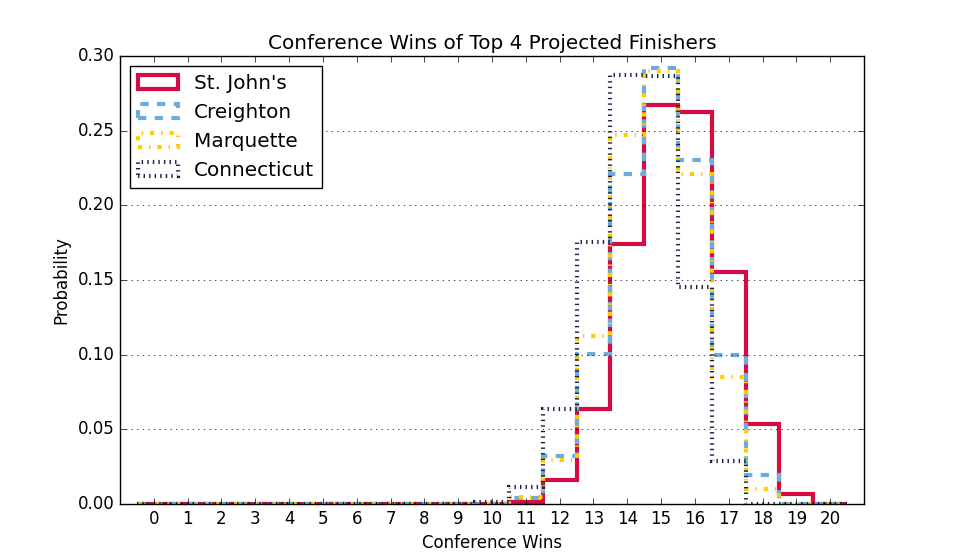 Conference Wins of Top 4 Projected Finishers
St. John's
Creighton
Marquette
Connecticut
Probability
0.30
0.25
0.20
0.15
0.10
0.05
0.00
0 1 2 3 4 5 6 7 8 9 10 11 12 13 14 15 16 17 18 19 20
Conference Wins